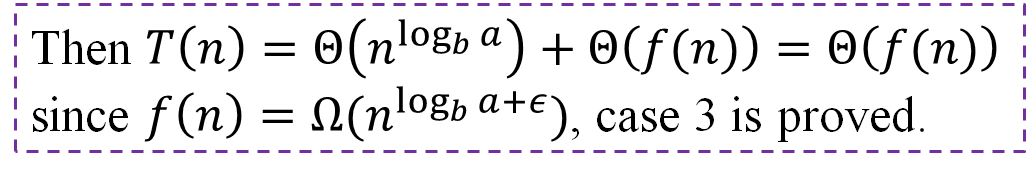 Then T(n) = Θ(n^{log_b a}) + Θ(f(n)) = Θ(f(n))
since f(n) = Ω(n^{log_b a+ϵ}), case 3 is proved.